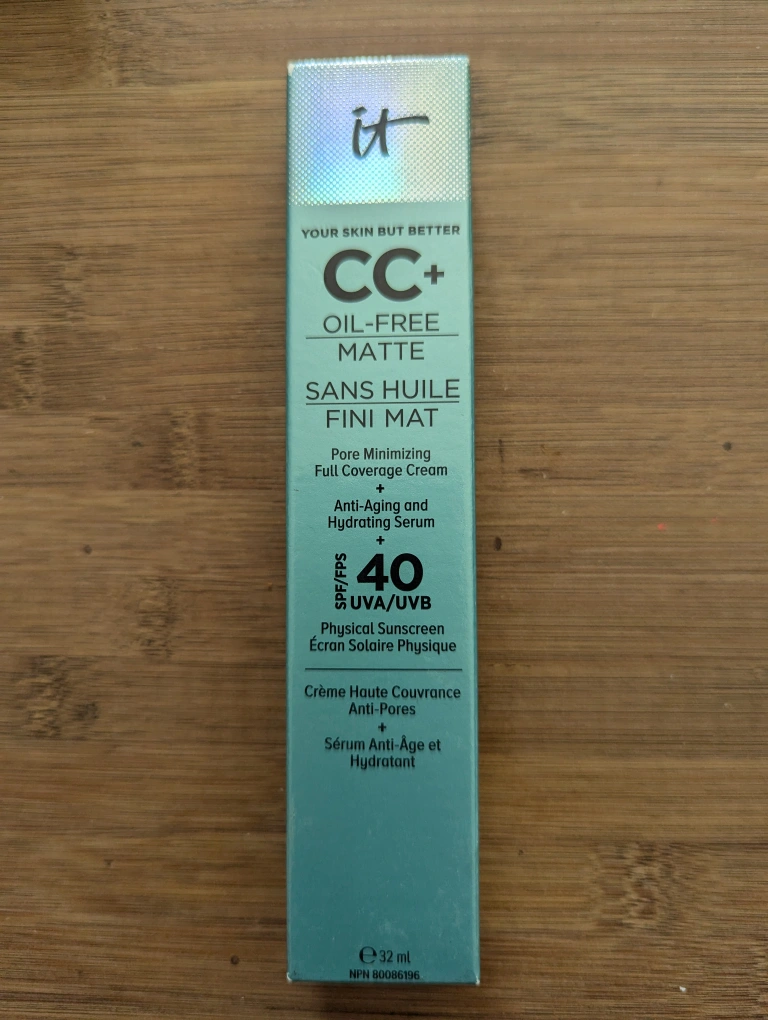 it
YOUR SKIN BUT BETTER
CC+
OIL-FREE
MATTE
SANS HUILE
FINI MAT
Pore Minimizing
Full Coverage Cream
+
Anti-Aging and
Hydrating Serum
+
SPF/FPS 40
UVA/UVB
Physical Sunscreen
Écran Solaire Physique
Crème Haute Couvrance
Anti-Pores
+
Sérum Anti-Âge et
Hydratant
℮ 32 ml
NPN 80086196